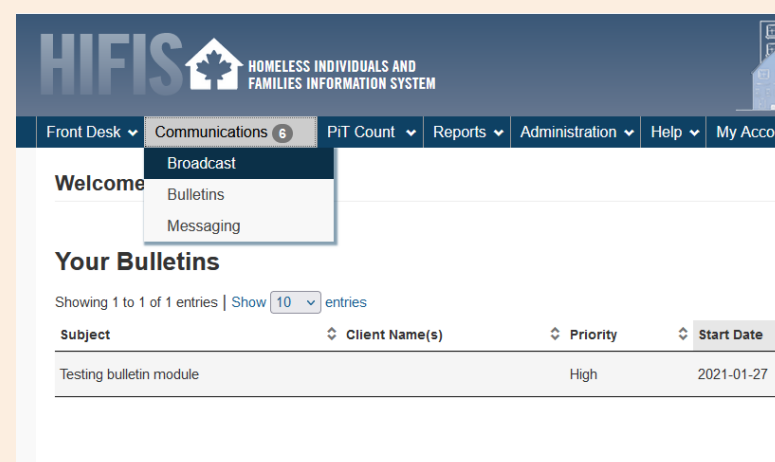 HIFIS HOMELESS INDIVIDUALS AND
FAMILIES INFORMATION SYSTEM
Front Desk Communications 6 PiT Count Reports Administration Help My Acco
Broadcast
Welcome
Bulletins
Messaging
Your Bulletins
Showing 1 to 1 of 1 entries | Show 10 entries
Subject Client Name(s) Priority Start Date
Testing bulletin module High 2021-01-27